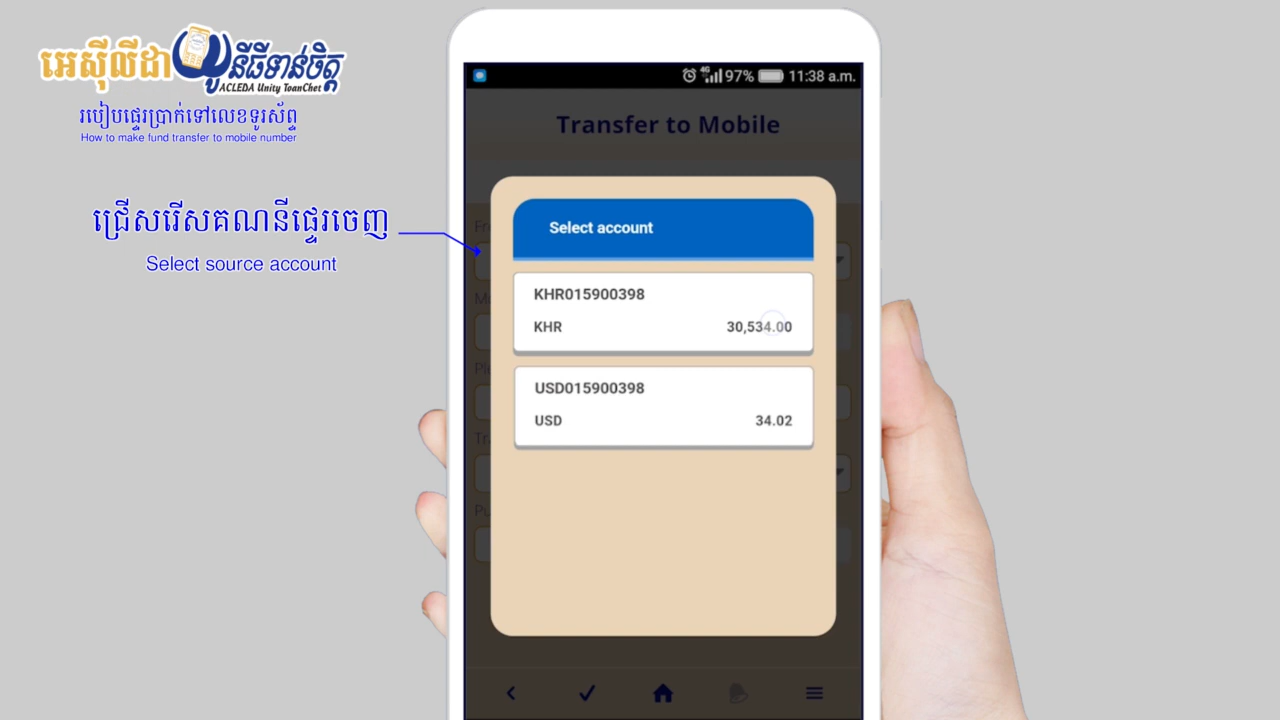 អេស៊ីលីដា យូនីធីទាន់ចិត្ត
ACLEDA Unity ToanChet
របៀបផ្ទេរប្រាក់ទៅលេខទូរស័ព្ទ
How to make fund transfer to mobile number
ជ្រើសរើសគណនីផ្ទេរចេញ
Select source account
4G 97% 11:38 a.m.
Transfer to Mobile
Select account
KHR015900398
KHR 30,534.00
USD015900398
USD 34.02